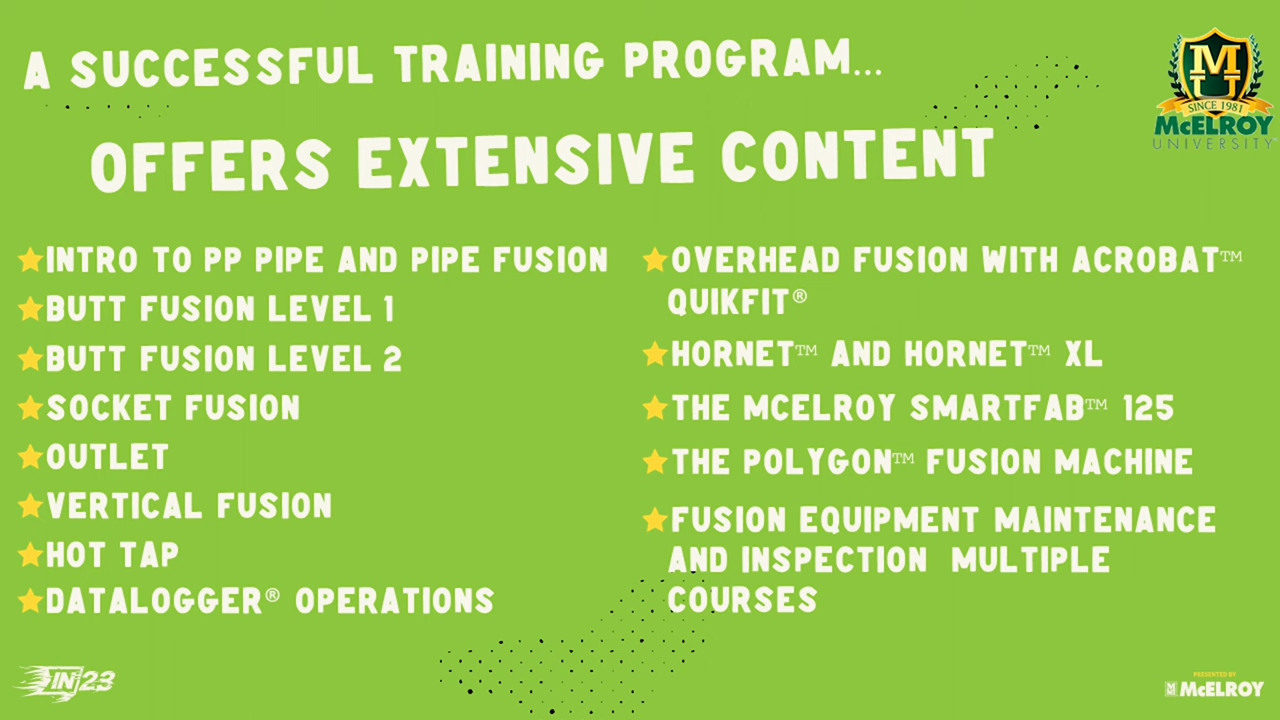 A SUCCESSFUL TRAINING PROGRAM...
OFFERS EXTENSIVE CONTENT
MU
SINCE 1981
McELROY
UNIVERSITY
INTRO TO PP PIPE AND PIPE FUSION
BUTT FUSION LEVEL 1
BUTT FUSION LEVEL 2
SOCKET FUSION
OUTLET
VERTICAL FUSION
HOT TAP
DATALOGGER® OPERATIONS
OVERHEAD FUSION WITH ACROBAT™
QUIKFIT®
HORNET™ AND HORNET™ XL
THE MCELROY SMARTFAB™ 125
THE POLYGON™ FUSION MACHINE
FUSION EQUIPMENT MAINTENANCE
AND INSPECTION MULTIPLE
COURSES
IN23
PRESENTED BY
McELROY